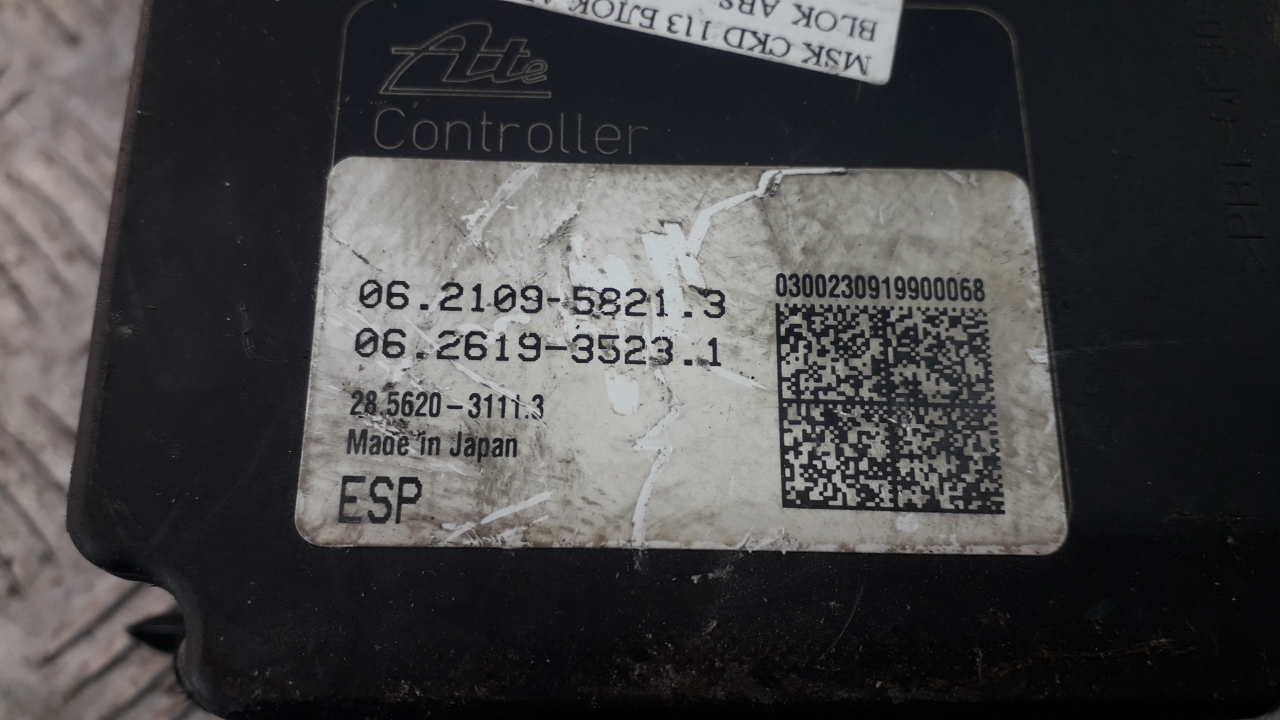 MSK CKD 113 БЛОК
BLOK ABS
Ate
Controller
06.2109-5821.3
06.2619-3523.1
28.5620-3111.3
Made in Japan
ESP
0300230919900068